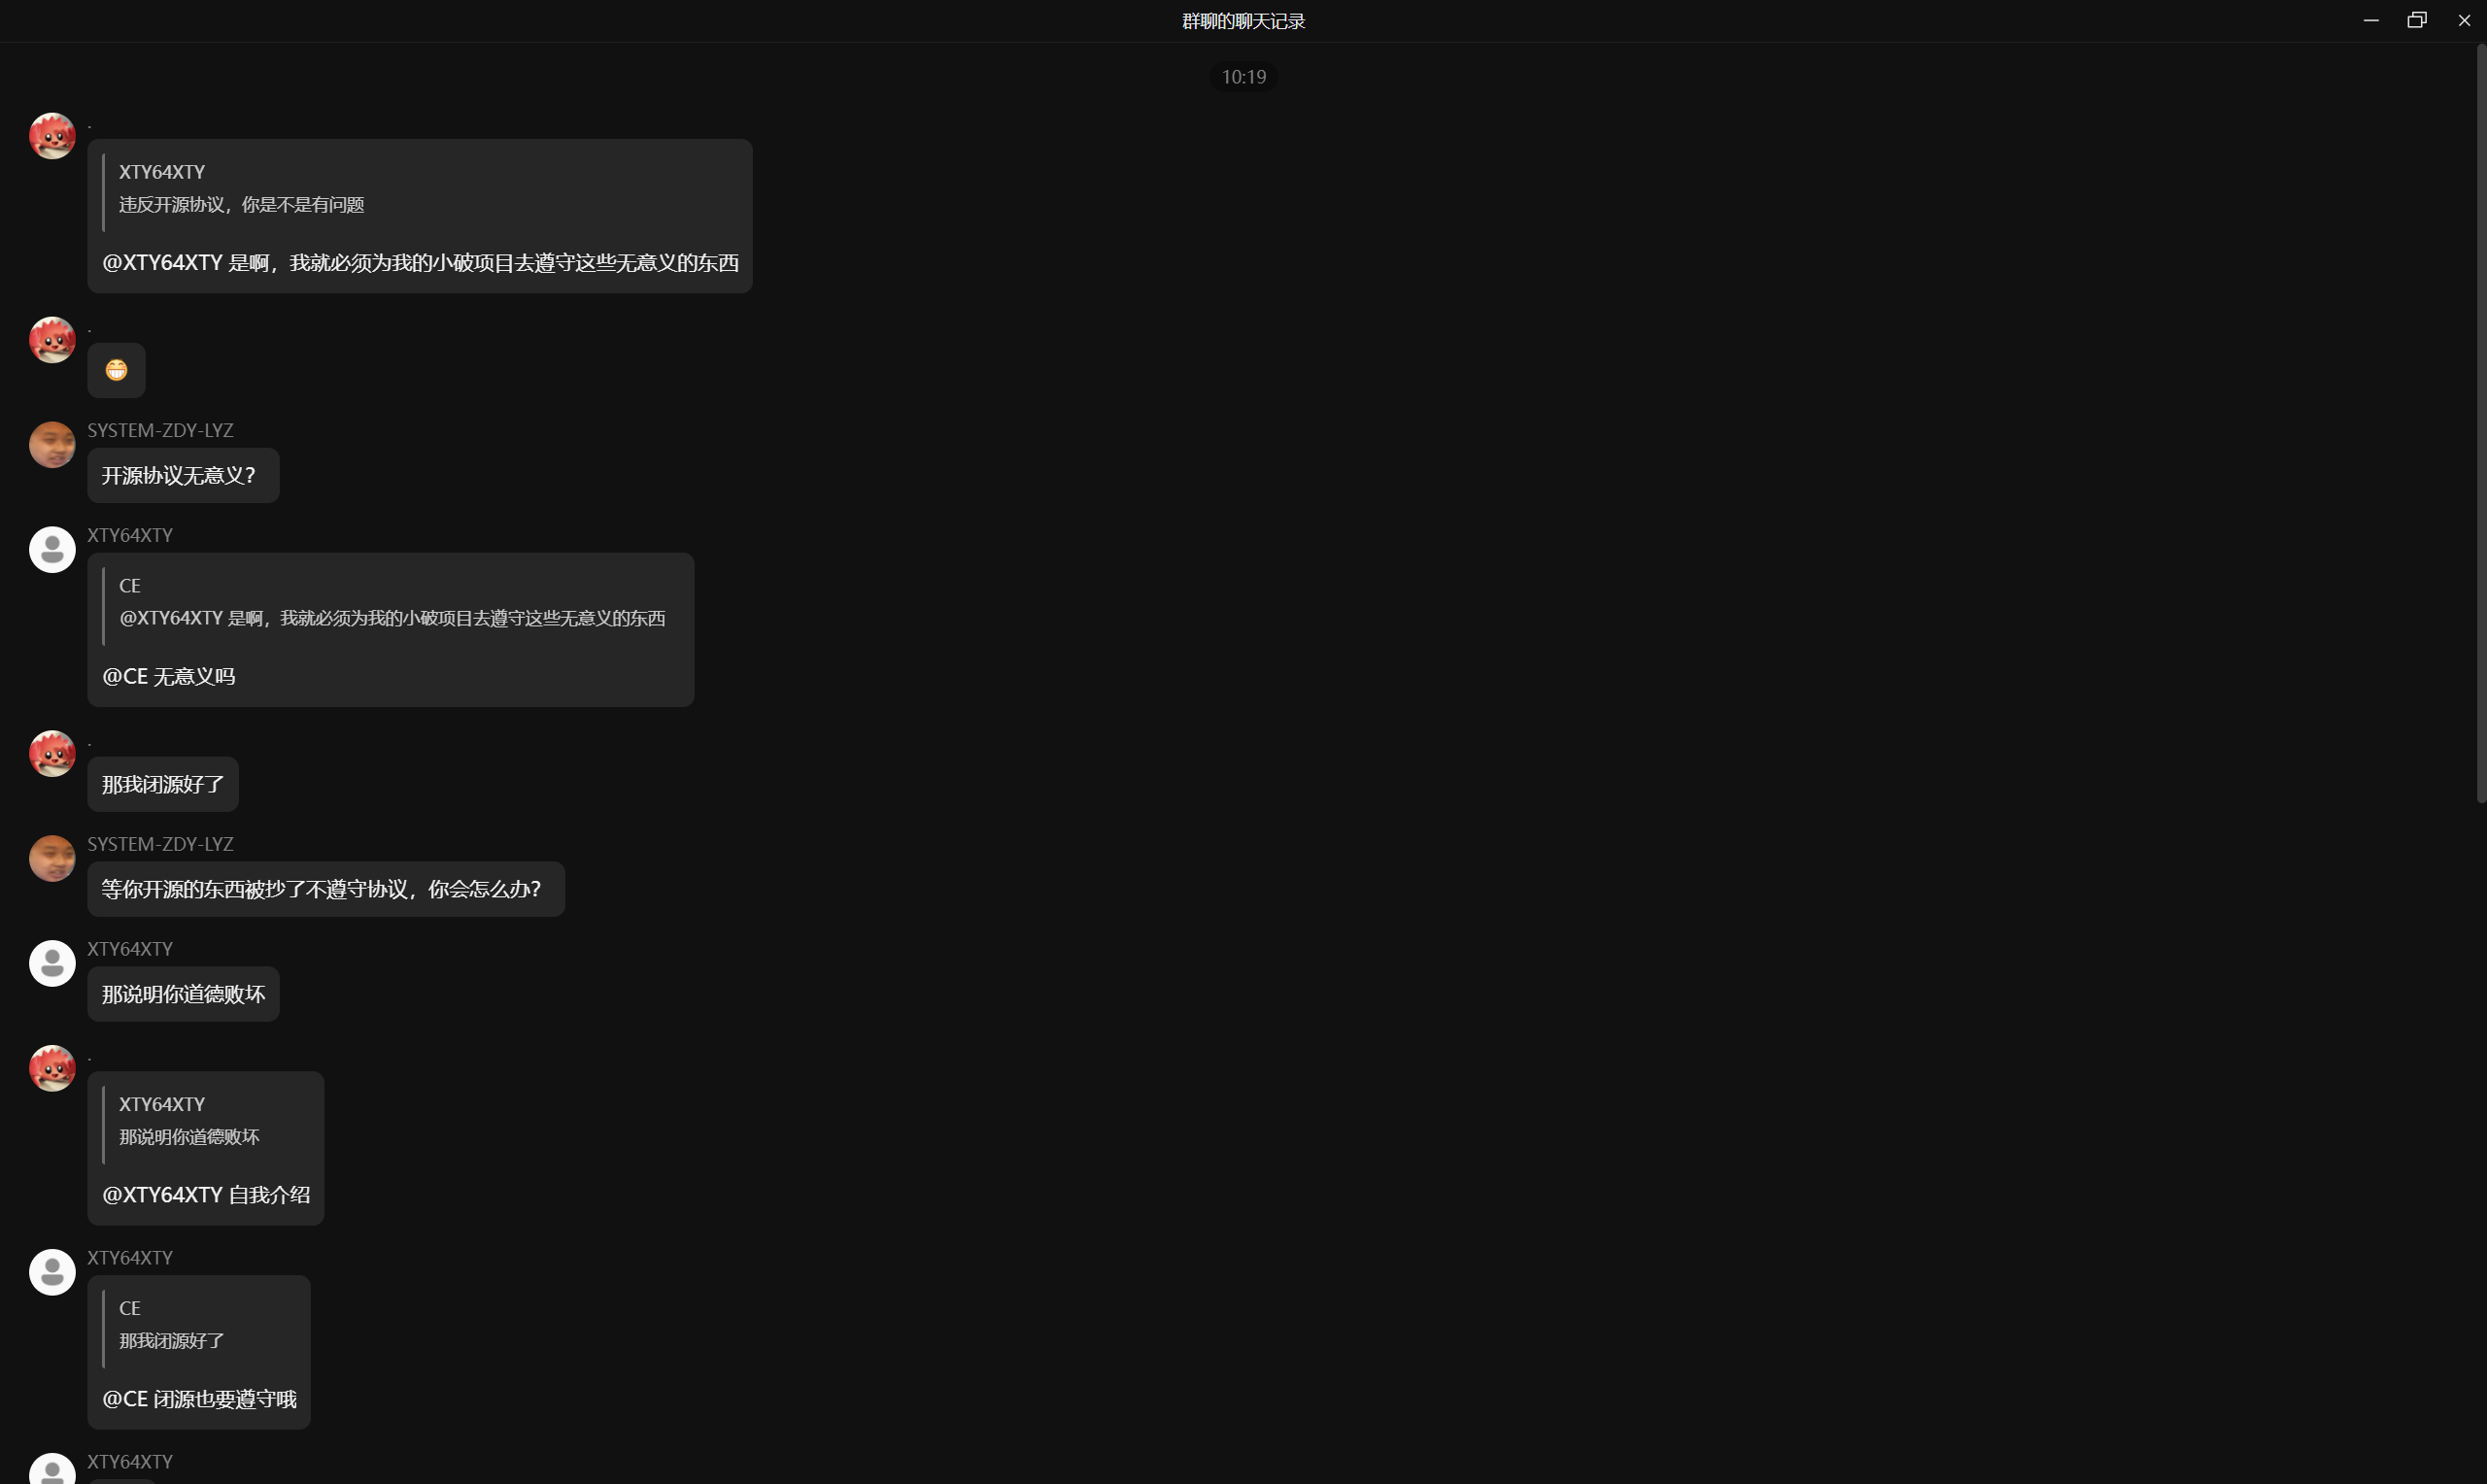 群聊的聊天记录
10:19
.
XTY64XTY
违反开源协议，你是不是有问题
@XTY64XTY 是啊，我就必须为我的小破项目去遵守这些无意义的东西
.
SYSTEM-ZDY-LYZ
开源协议无意义？
XTY64XTY
CE
@XTY64XTY 是啊，我就必须为我的小破项目去遵守这些无意义的东西
@CE 无意义吗
.
那我闭源好了
SYSTEM-ZDY-LYZ
等你开源的东西被抄了不遵守协议，你会怎么办？
XTY64XTY
那说明你道德败坏
.
XTY64XTY
那说明你道德败坏
@XTY64XTY 自我介绍
XTY64XTY
CE
那我闭源好了
@CE 闭源也要遵守哦
XTY64XTY